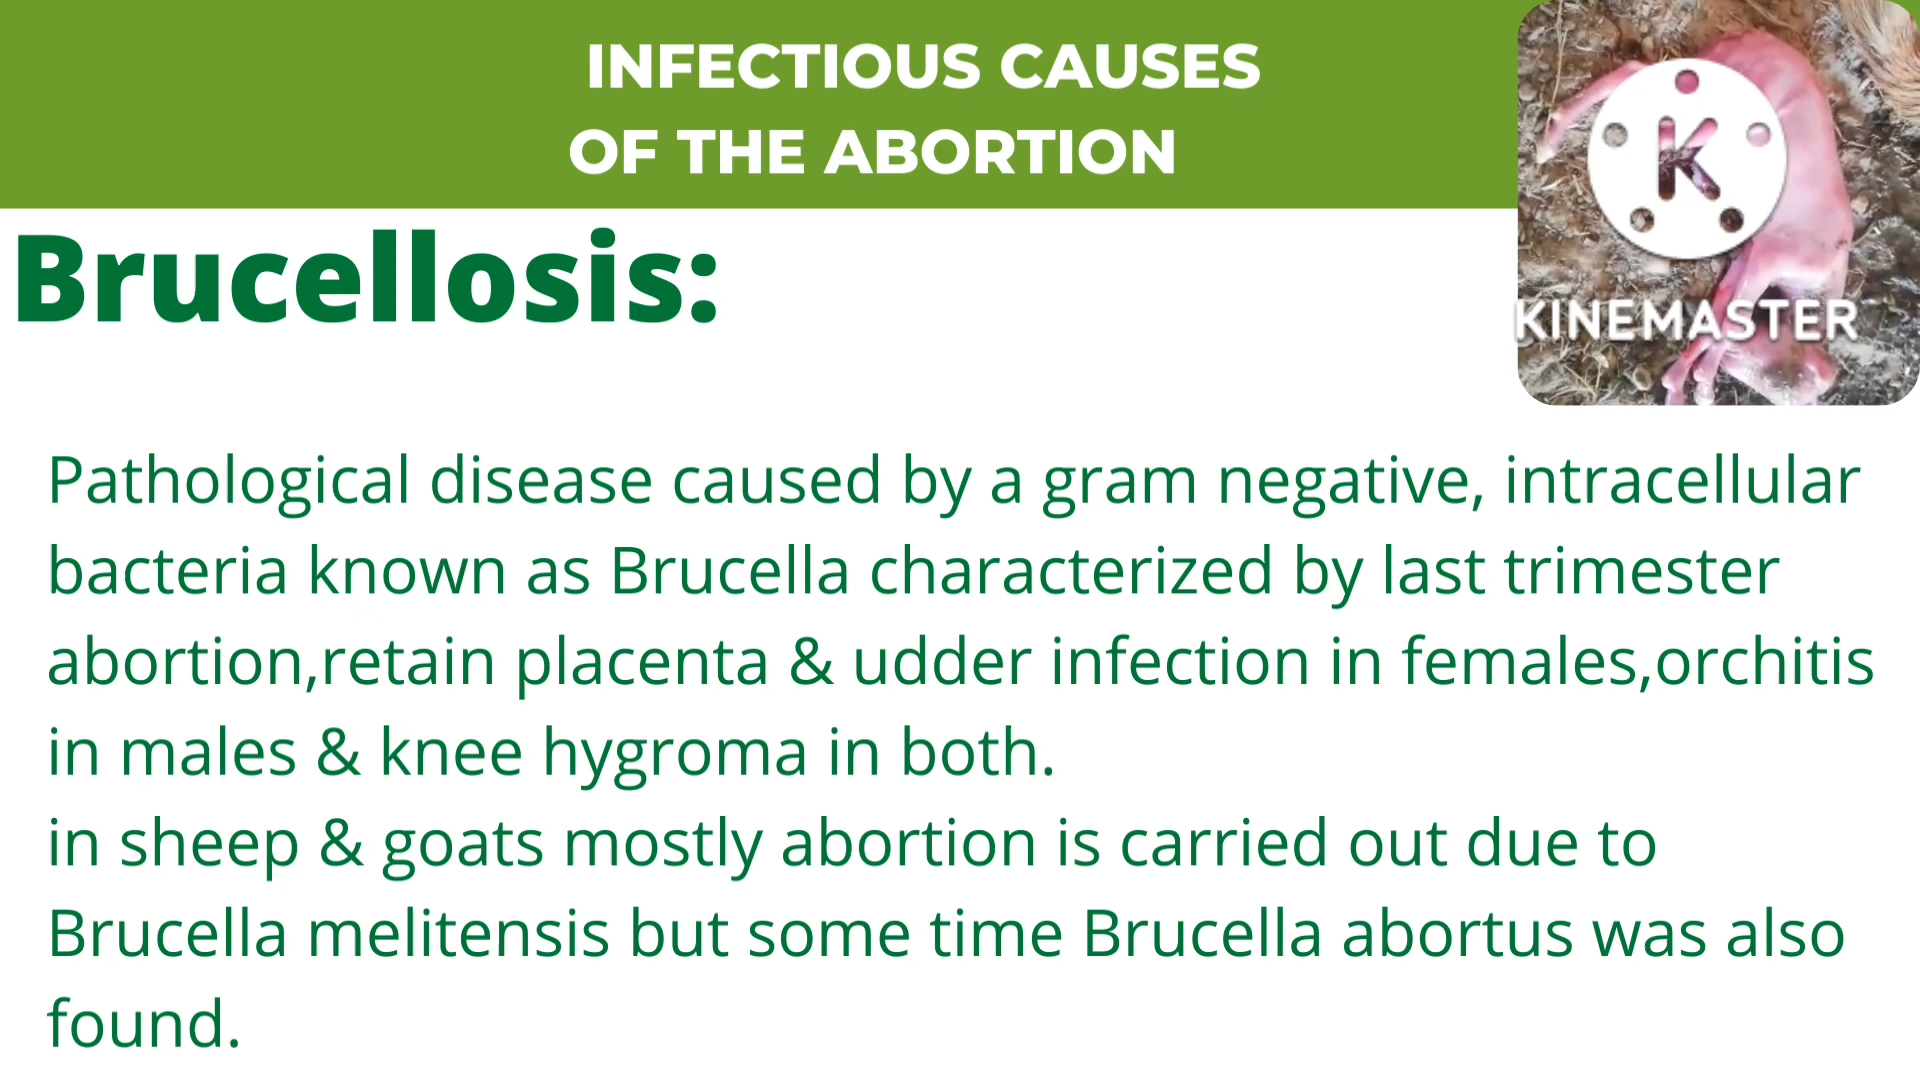 INFECTIOUS CAUSES
OF THE ABORTION
K
KINEMASTER
Brucellosis:
Pathological disease caused by a gram negative, intracellular
bacteria known as Brucella characterized by last trimester
abortion,retain placenta & udder infection in females,orchitis
in males & knee hygroma in both.
in sheep & goats mostly abortion is carried out due to
Brucella melitensis but some time Brucella abortus was also
found.